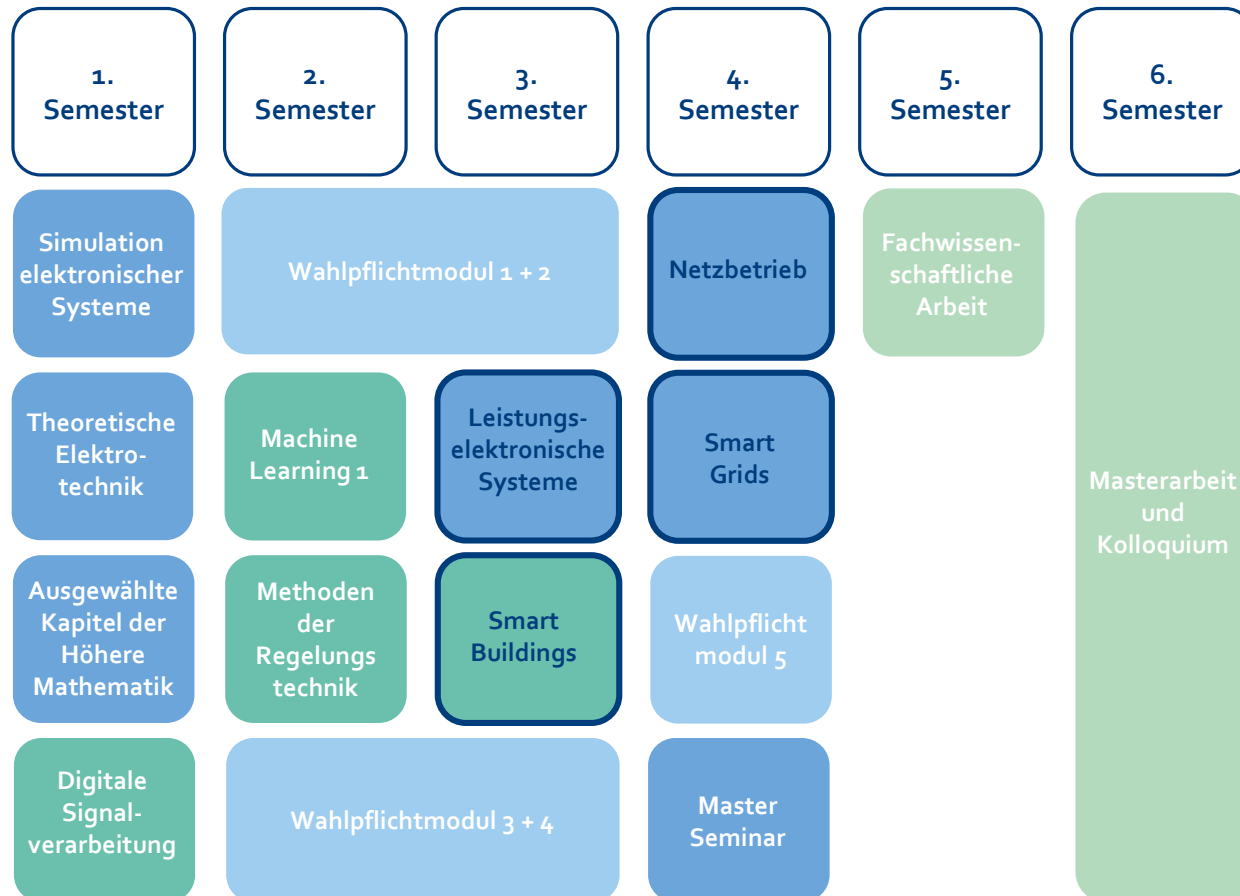 1.
Semester
2.
Semester
3.
Semester
4.
Semester
5.
Semester
6.
Semester
Simulation
elektronischer
Systeme
Wahlpflichtmodul 1 + 2
Netzbetrieb
Fachwissen-
schaftliche
Arbeit
Theoretische
Elektro-
technik
Machine
Learning 1
Leistungs-
elektronische
Systeme
Smart
Grids
Masterarbeit
und
Kolloquium
Ausgewählte
Kapitel der
Höhere
Mathematik
Methoden
der
Regelungs
technik
Smart
Buildings
Wahlpflicht
modul 5
Digitale
Signal-
verarbeitung
Wahlpflichtmodul 3 + 4
Master
Seminar